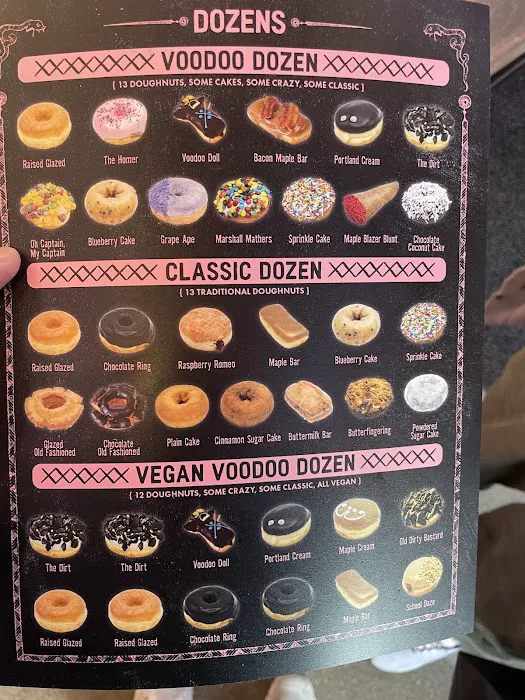 DOZENS
VOODOO DOZEN
[ 13 DOUGHNUTS, SOME CAKES, SOME CRAZY, SOME CLASSIC ]
Raised Glazed
The Homer
Voodoo Doll
Bacon Maple Bar
Portland Cream
The Dirt
Oh Captain,
My Captain
Blueberry Cake
Grape Ape
Marshall Mathers
Sprinkle Cake
Maple Blazer Blunt
Chocolate
Coconut Cake
CLASSIC DOZEN
[ 13 TRADITIONAL DOUGHNUTS ]
Raised Glazed
Chocolate Ring
Raspberry Romeo
Maple Bar
Blueberry Cake
Sprinkle Cake
Glazed
Old Fashioned
Chocolate
Old Fashioned
Plain Cake
Cinnamon Sugar Cake
Buttermilk Bar
Butterfingering
Powdered
Sugar Cake
VEGAN VOODOO DOZEN
[ 12 DOUGHNUTS, SOME CRAZY, SOME CLASSIC, ALL VEGAN ]
The Dirt
The Dirt
Voodoo Doll
Portland Cream
Maple Cream
Old Dirty Bastard
Raised Glazed
Raised Glazed
Chocolate Ring
Chocolate Ring
Maple Bar
School Daze